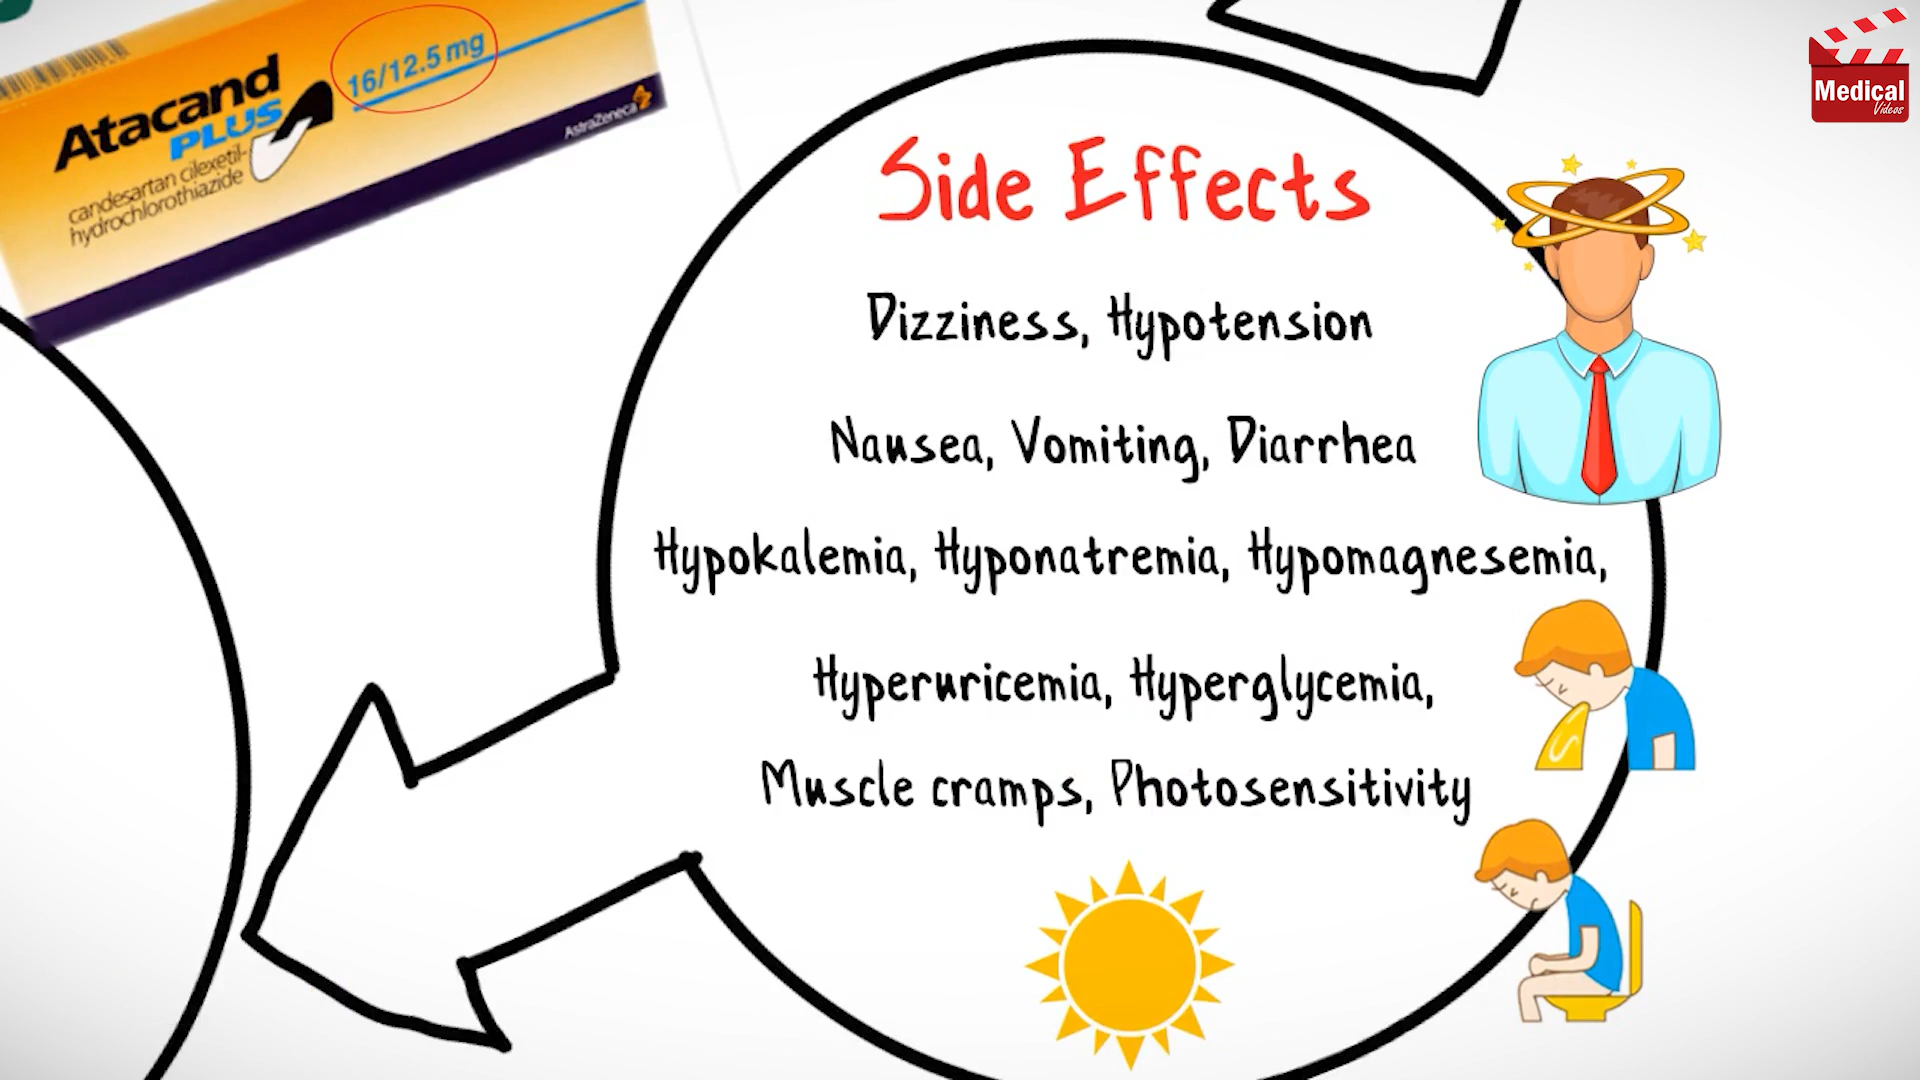 Atacand
PLUS
candesartan cilexetil-
hydrochlorothiazide
16/12.5 mg
AstraZeneca
Medical
Videos
Side Effects
Dizziness, Hypotension
Nausea, Vomiting, Diarrhea
Hypokalemia, Hyponatremia, Hypomagnesemia,
Hyperuricemia, Hyperglycemia,
Muscle cramps, Photosensitivity